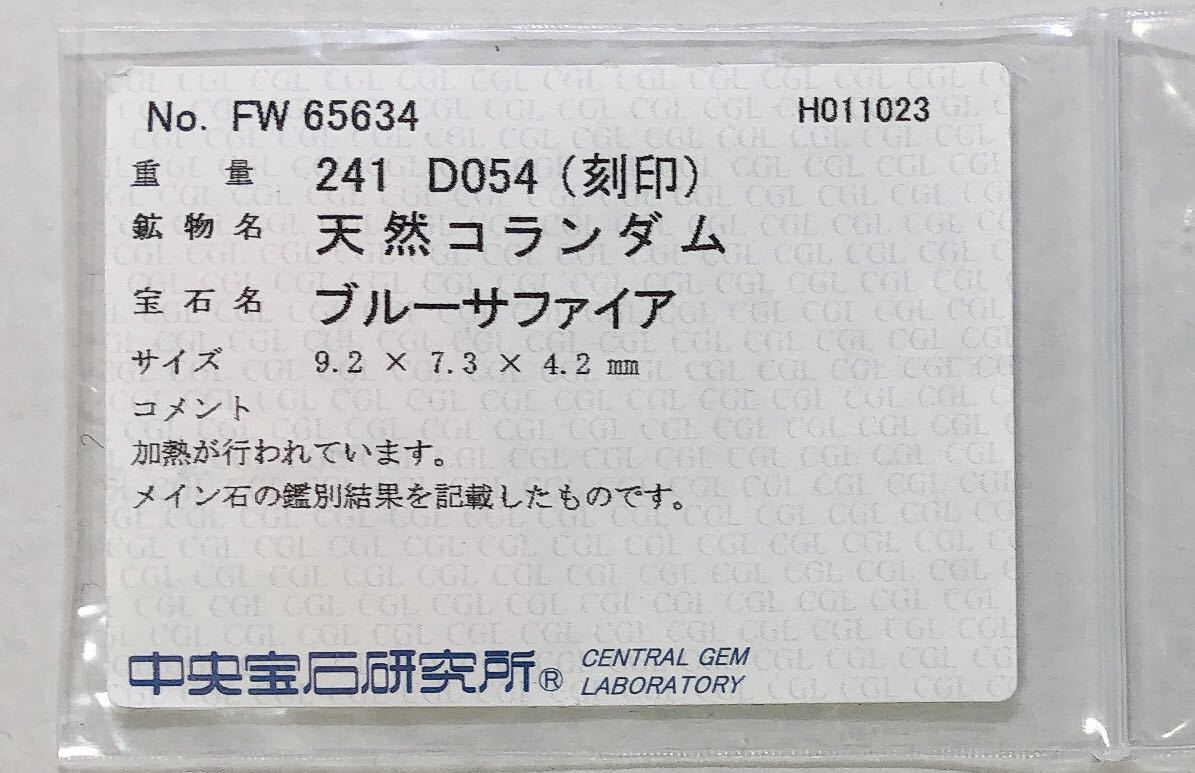 No. FW 65634 H011023
重量 241 D054（刻印）
鉱物名 天然コランダム
宝石名 ブルーサファイア
サイズ 9.2 × 7.3 × 4.2 ㎜
コメント
加熱が行われています。
メイン石の鑑別結果を記載したものです。
中央宝石研究所® CENTRAL GEM
LABORATORY